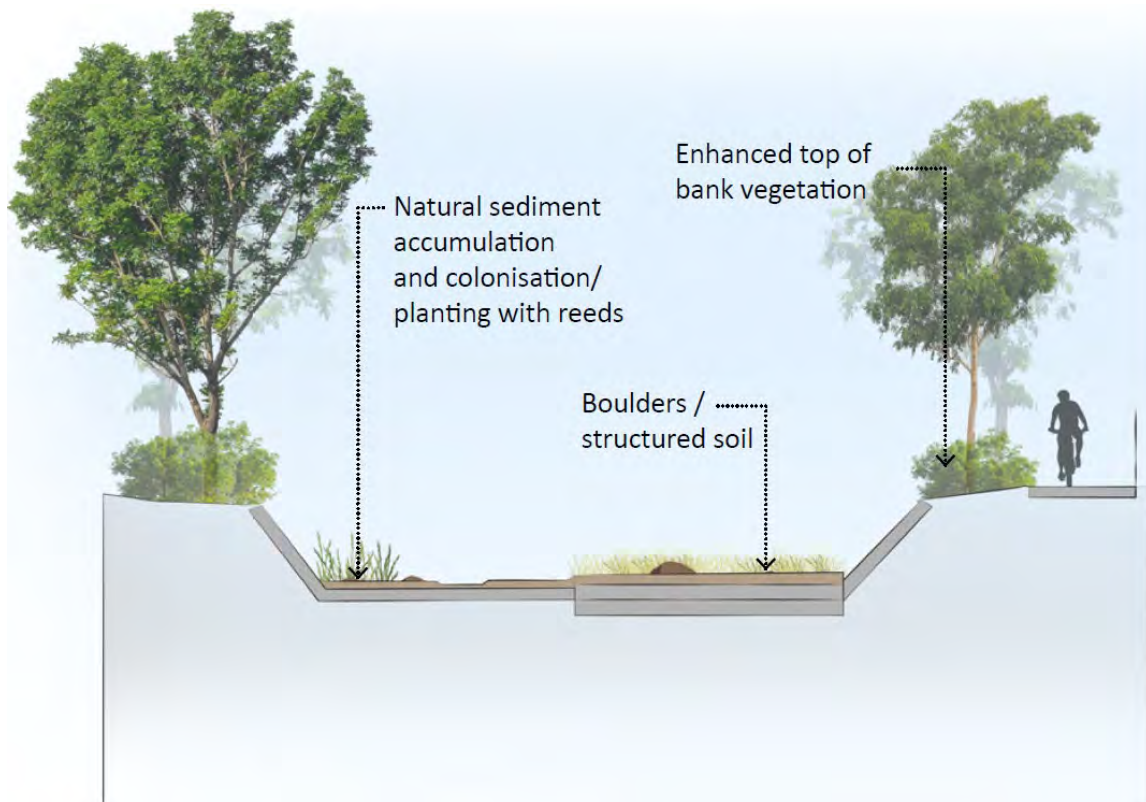 Natural sediment
accumulation
and colonisation/
planting with reeds
Boulders /
structured soil
Enhanced top of
bank vegetation